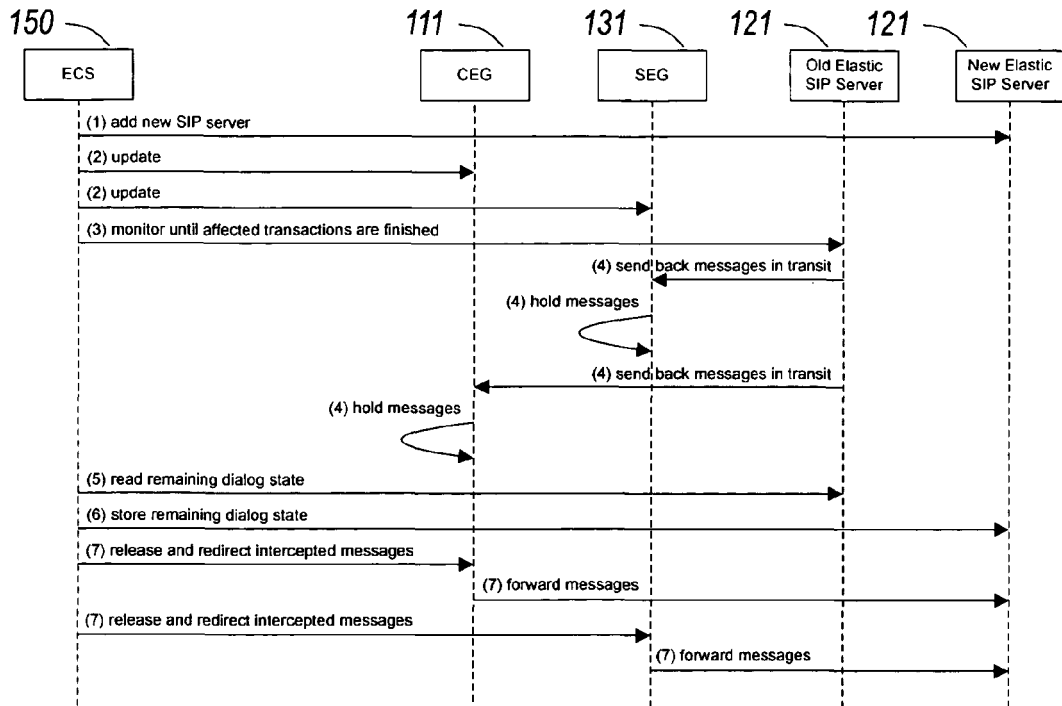 150
111
131
121
121
ECS
CEG
SEG
Old Elastic
SIP Server
New Elastic
SIP Server
(1) add new SIP server
(2) update
(2) update
(3) monitor until affected transactions are finished
(4) send back messages in transit
(4) hold messages
(4) send back messages in transit
(4) hold messages
(5) read remaining dialog state
(6) store remaining dialog state
(7) release and redirect intercepted messages
(7) forward messages
(7) release and redirect intercepted messages
(7) forward messages